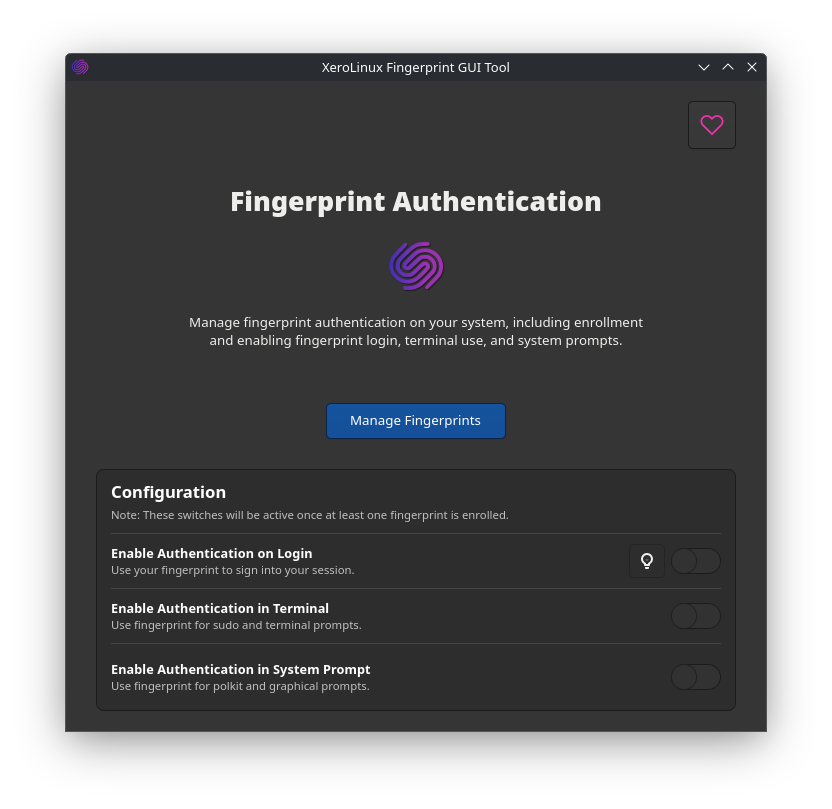 XeroLinux Fingerprint GUI Tool
Fingerprint Authentication
Manage fingerprint authentication on your system, including enrollment
and enabling fingerprint login, terminal use, and system prompts.
Manage Fingerprints
Configuration
Note: These switches will be active once at least one fingerprint is enrolled.
Enable Authentication on Login
Use your fingerprint to sign into your session.
Enable Authentication in Terminal
Use fingerprint for sudo and terminal prompts.
Enable Authentication in System Prompt
Use fingerprint for polkit and graphical prompts.